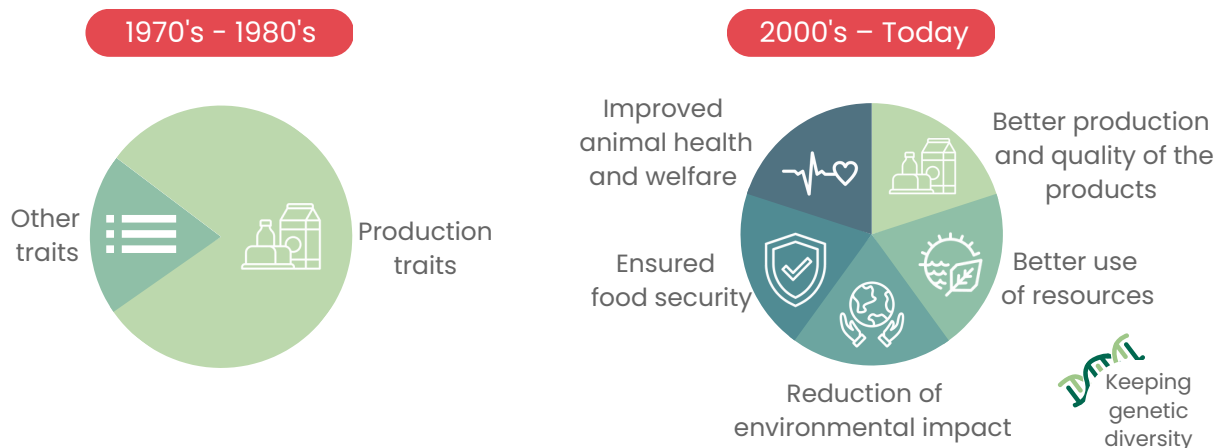 1970's - 1980's
Other
traits
Production
traits
2000's – Today
Improved
animal health
and welfare
Better production
and quality of the
products
Ensured
food security
Better use
of resources
Reduction of
environmental impact
Keeping
genetic
diversity